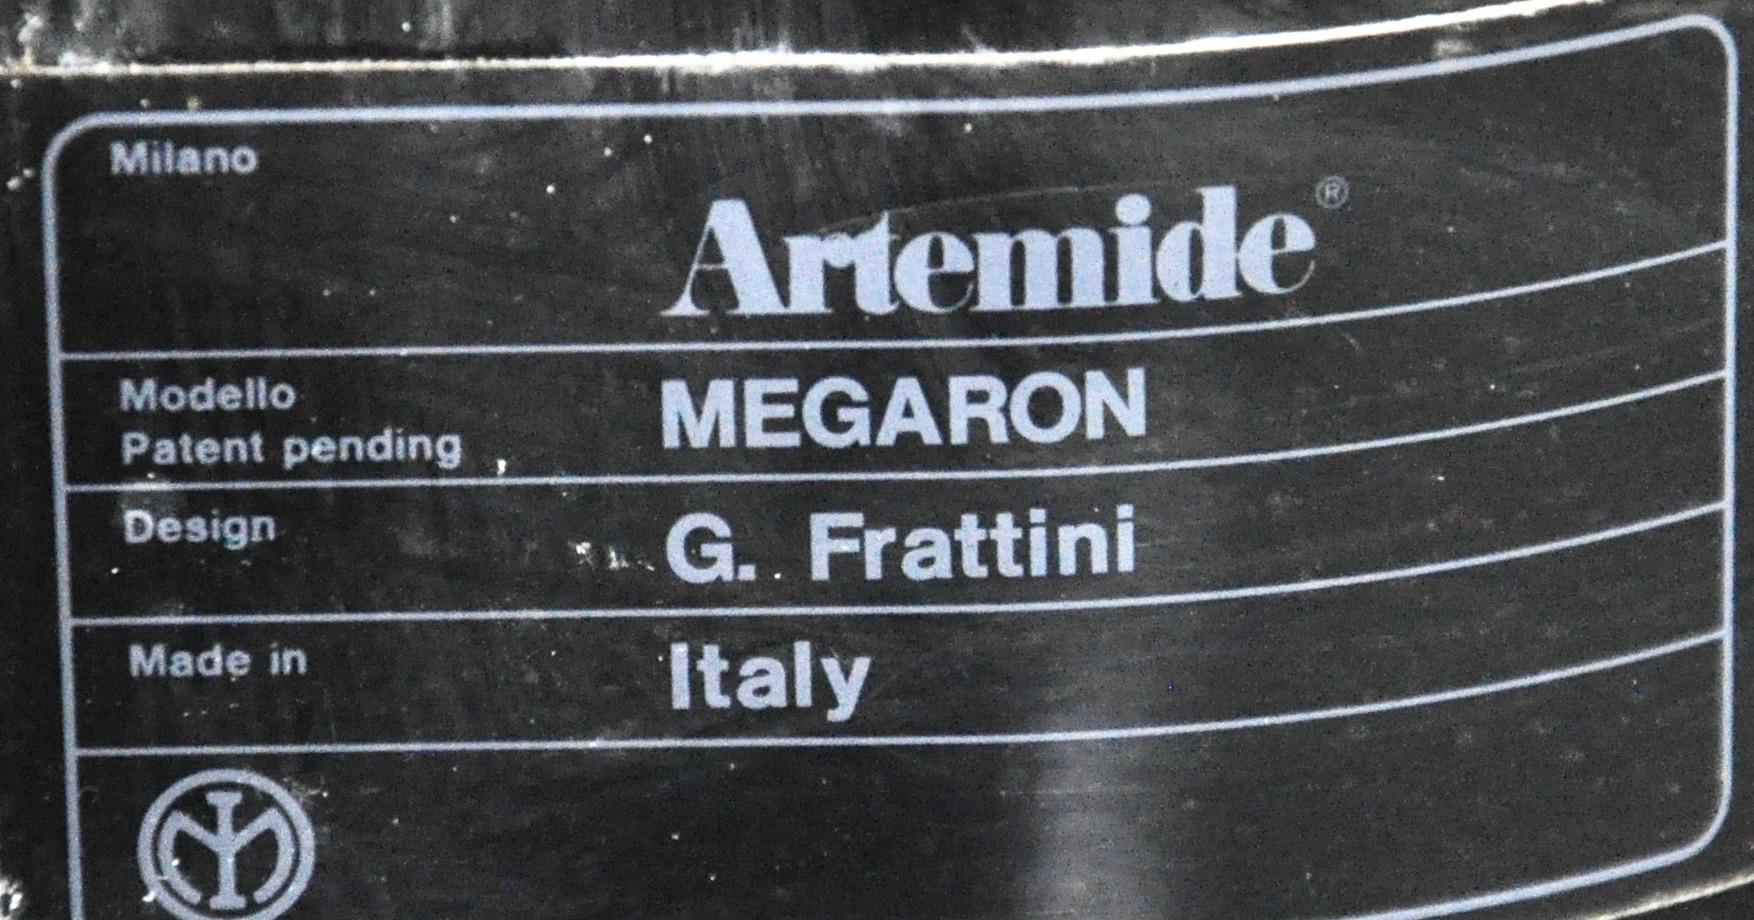 Milano
Artemide®
Modello MEGARON
Patent pending
Design G. Frattini
Made in Italy